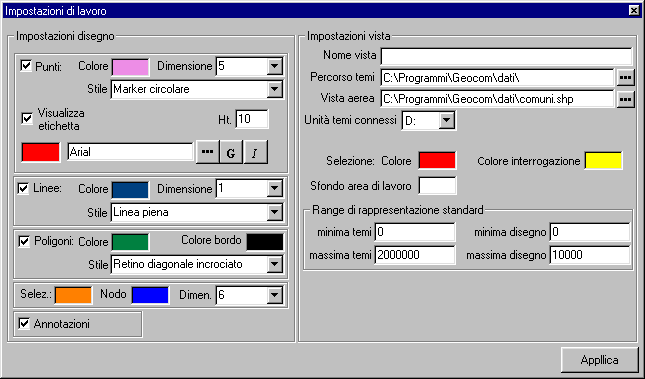 Impostazioni di lavoro
Impostazioni disegno
Punti: Colore Dimensione 5
Stile Marker circolare
Visualizza
etichetta
Ht. 10
Arial ... G I
Linee: Colore Dimensione 1
Stile Linea piena
Poligoni: Colore Colore bordo
Stile Retino diagonale incrociato
Selez.: Nodo Dimen. 6
Annotazioni
Impostazioni vista
Nome vista
Percorso temi C:\Programmi\Geocom\dati\ ...
Vista aerea C:\Programmi\Geocom\dati\comuni.shp ...
Unità temi connessi D:
Selezione: Colore Colore interrogazione
Sfondo area di lavoro
Range di rappresentazione standard
minima temi 0 minima disegno 0
massima temi 2000000 massima disegno 10000
Appllica